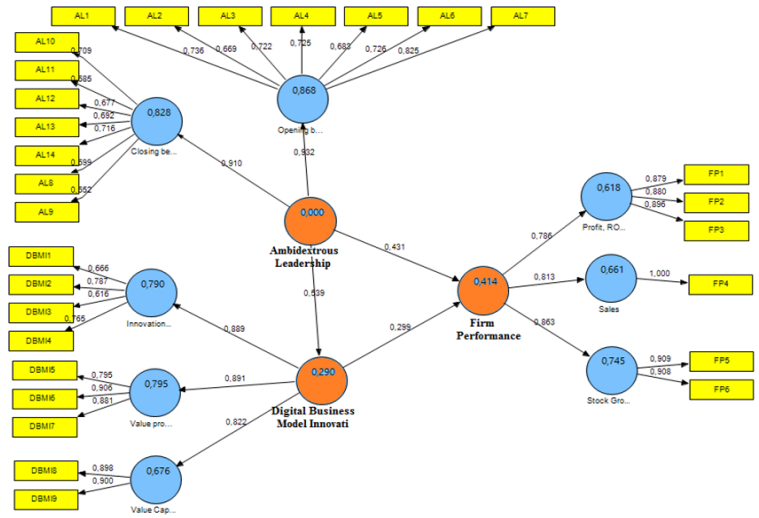 AL1
AL2
AL3
AL4
AL5
AL6
AL7
0,736
0,669
0,722
0,725
0,683
0,726
0,825
0,868
Opening b...
AL10
AL11
AL12
AL13
AL14
AL8
AL9
0,709
0,685
0,677
0,692
0,716
0,599
0,552
0,828
Closing be...
0,910
0,932
0,000
Ambidextrous
Leadership
0,431
0,539
0,414
Firm
Performance
0,786
0,813
0,863
0,618
Profit, RO...
0,879
0,880
0,896
FP1
FP2
FP3
0,661
Sales
1,000
FP4
0,745
Stock Gro...
0,909
0,908
FP5
FP6
DBMI1
DBMI2
DBMI3
DBMI4
0,666
0,787
0,616
0,765
0,790
Innovation...
0,889
0,299
0,290
Digital Business
Model Innovati
DBMI5
DBMI6
DBMI7
0,795
0,906
0,881
0,795
Value pro...
0,891
0,822
DBMI8
DBMI9
0,898
0,900
0,676
Value Cap...